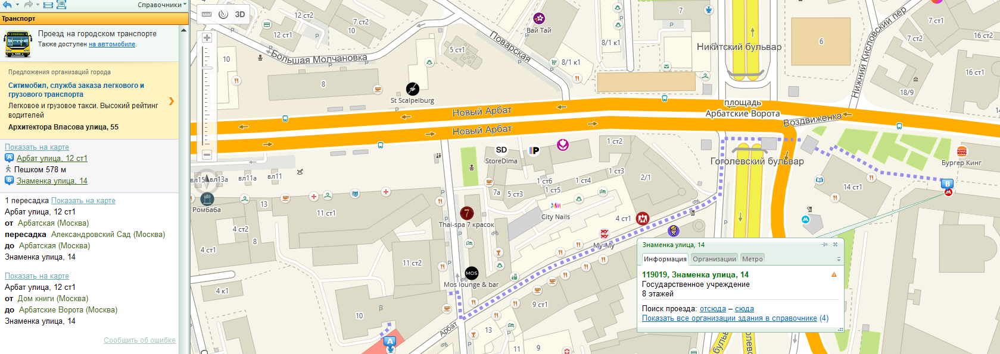 Справочники
Транспорт
Проезд на городском транспорте
Также доступен на автомобиле.
Предложения организаций города
Ситимобил, служба заказа легкового и
грузового транспорта
Легковое и грузовое такси. Высокий рейтинг
водителей
Архитектора Власова улица, 55
Показать на карте
A Арбат улица, 12 ст1
Пешком 578 м
B Знаменка улица, 14
1 пересадка Показать на карте
Арбат улица, 12 ст1
от Арбатская (Москва)
пересадка Александровский Сад (Москва)
до Арбатская (Москва)
Знаменка улица, 14
Показать на карте
Арбат улица, 12 ст1
от Дом книги (Москва)
до Арбатские Ворота (Москва)
Знаменка улица, 14
Сообщить об ошибке
3D
12 ст2
7 ст2
10
12 ст1
10
Большая Молчановка
8
5 ст1
Поварская
Вай Тай
8/1 к1
8/1 к1
7
P
St Scalpelburg
Никитский бульвар
6
Нижний Кисловский пер
7 ст1
7 ст2
16 ст2
16 ст1
18/9
площадь
Арбатские Ворота
Новый Арбат
Новый Арбат
Воздвиженка
Гоголевский бульвар
BURGER KING
Бургер Кинг
SD
StoreDima
1 ст2
1 ст3
2/1
1 ст6
1 ст4
1 ст5
7а
5 ст3
вл15
вл13а
вл11а
вл11
Ромбаба
13
11 ст1
4 ст2
8
4 ст1
11 ст2
4 к1
10
7
Thai-spa 7 красок
City Nails
4 ст1
МУ
МУ
Му-Му
MOS
Mos lounge & bar
9 ст1
13
11
9
Арбат
A
14 ст1
B
Знаменка улица, 14
Информация
Организации
Метро
119019, Знаменка улица, 14
Государственное учреждение
8 этажей
Поиск проезда: отсюда – сюда
Показать все организации здания в справочнике (4)